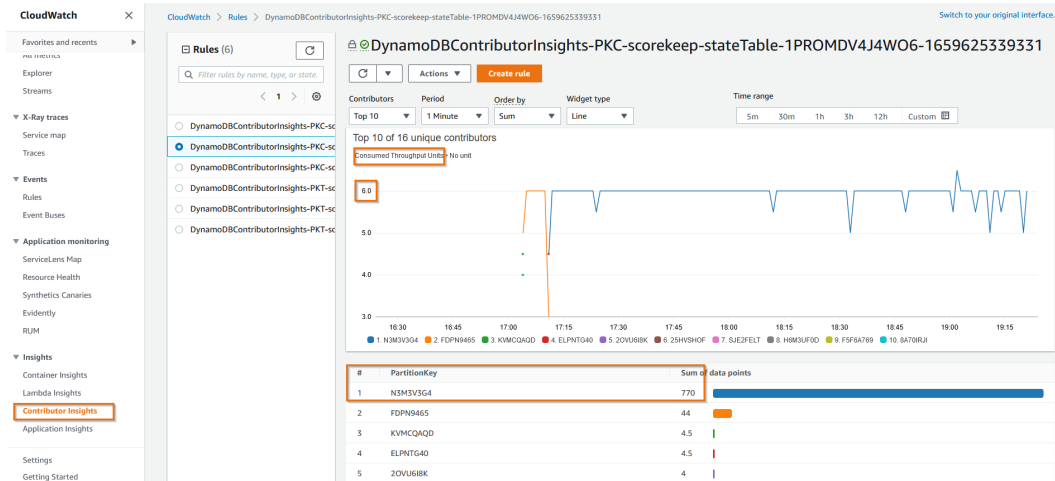 CloudWatch
Favorites and recents
All metrics
Explorer
Streams
X-Ray traces
Service map
Traces
Events
Rules
Event Buses
Application monitoring
ServiceLens Map
Resource Health
Synthetics Canaries
Evidently
RUM
Insights
Container Insights
Lambda Insights
Contributor Insights
Application Insights
Settings
Getting Started
CloudWatch > Rules > DynamoDBContributorInsights-PKC-scorekeep-stateTable-1PROMDV4J4WO6-1659625339331
Switch to your original interface.
Rules (6)
Filter rules by name, type, or state.
< 1 >
DynamoDBContributorInsights-PKC-sc
DynamoDBContributorInsights-PKC-sc
DynamoDBContributorInsights-PKC-sc
DynamoDBContributorInsights-PKT-sc
DynamoDBContributorInsights-PKT-sc
DynamoDBContributorInsights-PKT-sc
DynamoDBContributorInsights-PKC-scorekeep-stateTable-1PROMDV4J4WO6-1659625339331
Actions Create rule
Contributors Period Order by Widget type Time range
Top 10 1 Minute Sum Line 5m 30m 1h 3h 12h Custom
Top 10 of 16 unique contributors
Consumed Throughput Units No unit
6.0
5.0
4.0
3.0
16:30 16:45 17:00 17:15 17:30 17:45 18:00 18:15 18:30 18:45 19:00 19:15
1. N3M3V3G4 2. FDPN9465 3. KVMCQAQD 4. ELPNTG40 5. 2OVU6I8K 6. 25HVSHOF 7. SJE2FELT 8. H6M3UF0D 9. F5F6A769 10. 8A70IRJI
# PartitionKey Sum of data points
1 N3M3V3G4 770
2 FDPN9465 44
3 KVMCQAQD 4.5
4 ELPNTG40 4.5
5 2OVU6I8K 4